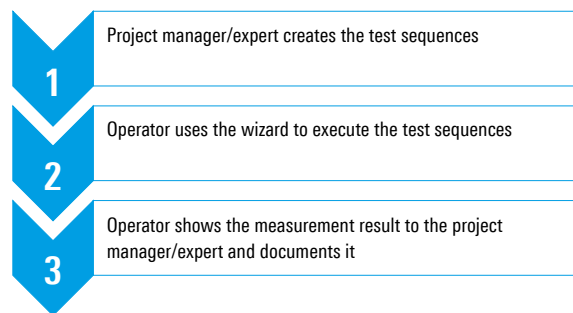 1
Project manager/expert creates the test sequences
2
Operator uses the wizard to execute the test sequences
3
Operator shows the measurement result to the project
manager/expert and documents it